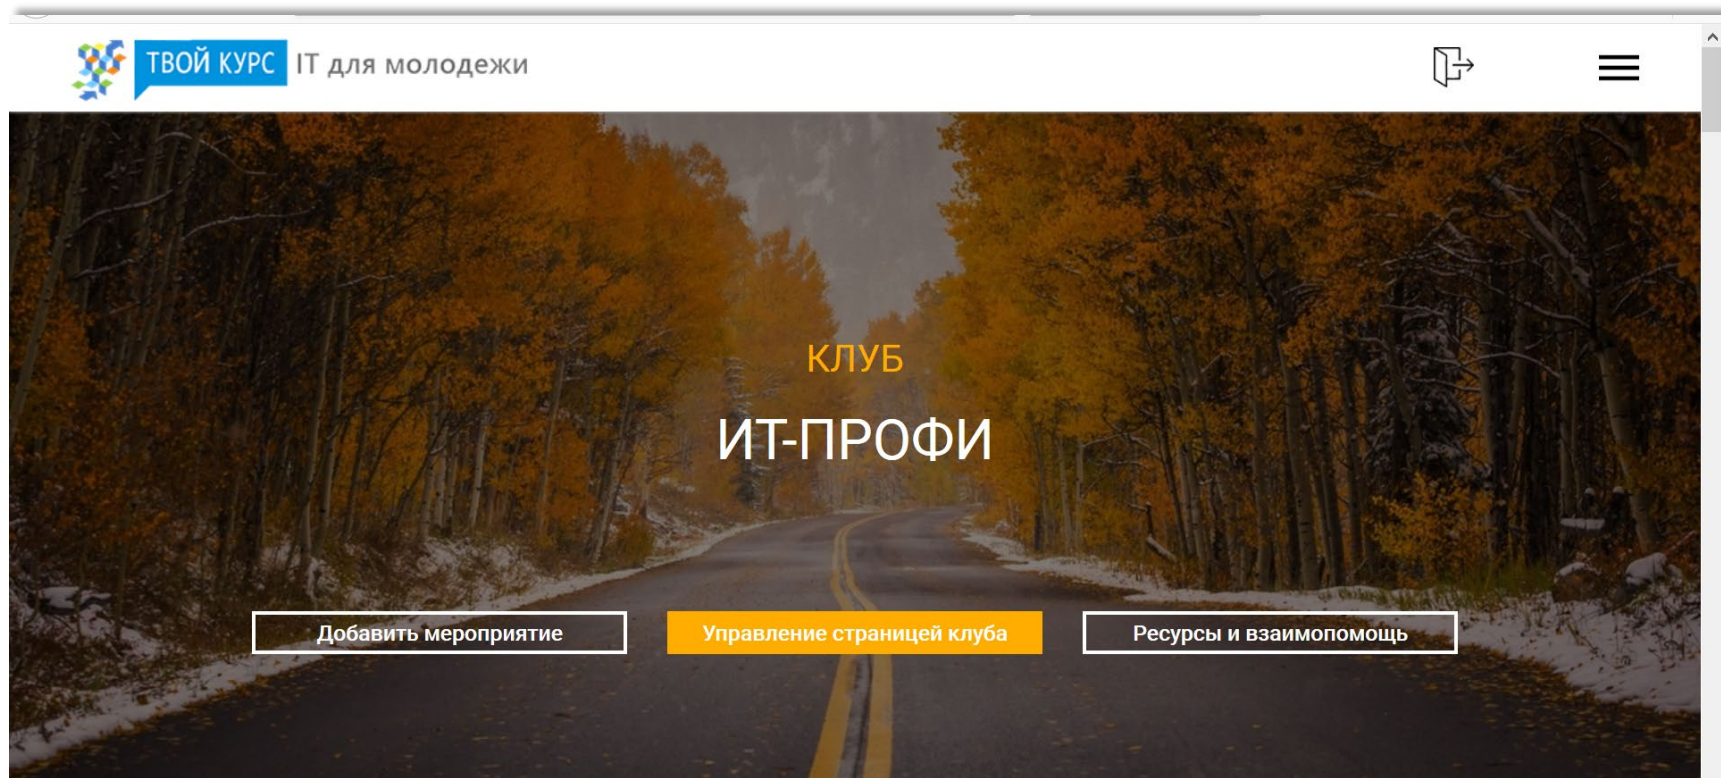 ТВОЙ КУРС IT для молодежи
КЛУБ
ИТ-ПРОФИ
Добавить мероприятие
Управление страницей клуба
Ресурсы и взаимопомощь